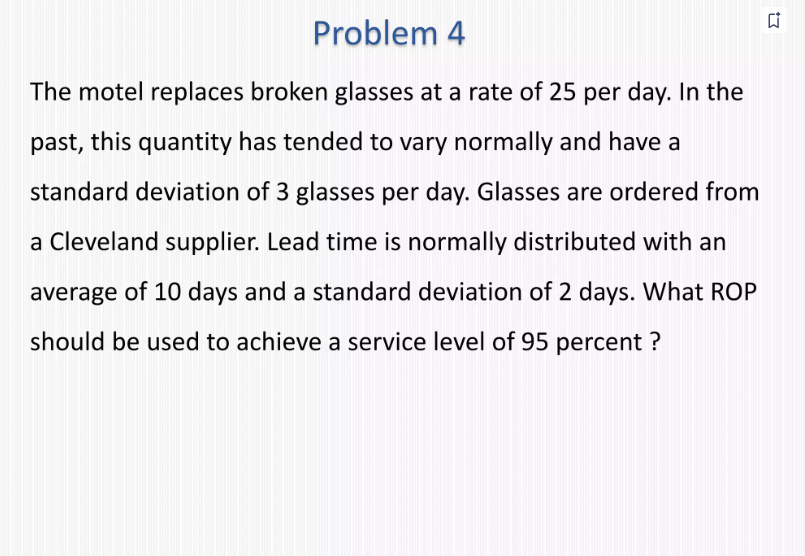 Problem 4
The motel replaces broken glasses at a rate of 25 per day. In the
past, this quantity has tended to vary normally and have a
standard deviation of 3 glasses per day. Glasses are ordered from
a Cleveland supplier. Lead time is normally distributed with an
average of 10 days and a standard deviation of 2 days. What ROP
should be used to achieve a service level of 95 percent ?